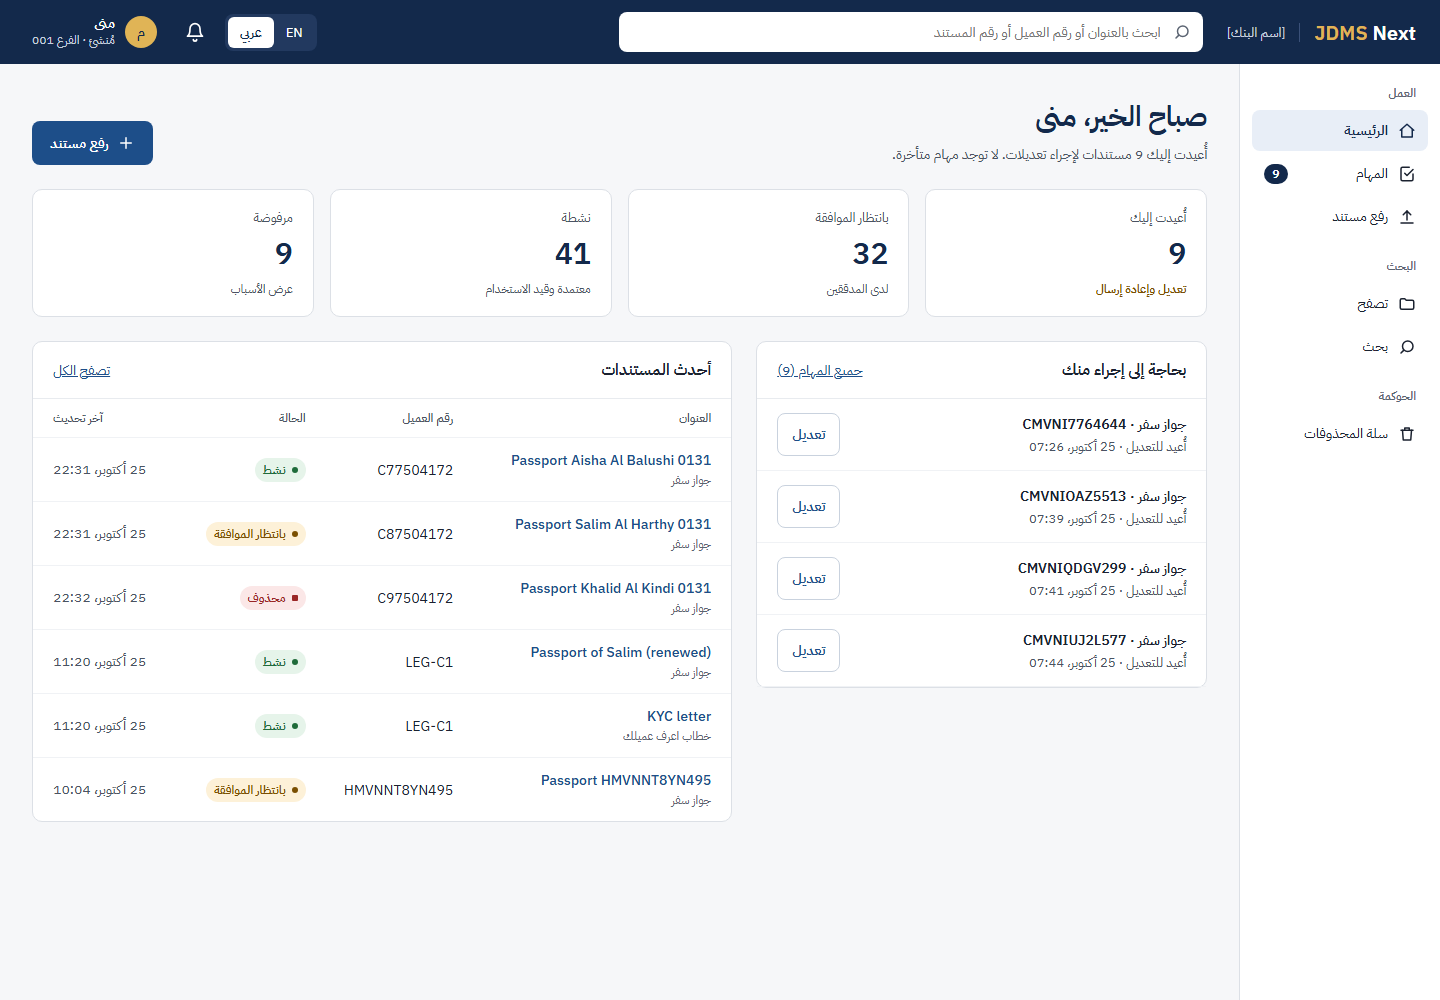 JDMS Next
[اسم البنك]
ابحث بالعنوان أو رقم العميل أو رقم المستند
EN
عربي
م
منى
مُنشئ · الفرع 001
العمل
الرئيسية
المهام
9
رفع مستند
البحث
تصفح
بحث
الحوكمة
سلة المحذوفات
صباح الخير، منى
أُعيدت إليك 9 مستندات لإجراء تعديلات. لا توجد مهام متأخرة.
رفع مستند
أُعيدت إليك
9
تعديل وإعادة إرسال
بانتظار الموافقة
32
لدى المدققين
نشطة
41
معتمدة وقيد الاستخدام
مرفوضة
9
عرض الأسباب
بحاجة إلى إجراء منك
جميع المهام (9)
جواز سفر · CMVNI7764644
أُعيد للتعديل · 25 أكتوبر، 07:26
تعديل
جواز سفر · CMVNIOAZ5513
أُعيد للتعديل · 25 أكتوبر، 07:39
تعديل
جواز سفر · CMVNIQDGV299
أُعيد للتعديل · 25 أكتوبر، 07:41
تعديل
جواز سفر · CMVNIUJ2L577
أُعيد للتعديل · 25 أكتوبر، 07:44
تعديل
أحدث المستندات
تصفح الكل
العنوان
رقم العميل
الحالة
آخر تحديث
Passport Aisha Al Balushi 0131
جواز سفر
C77504172
نشط
25 أكتوبر، 22:31
Passport Salim Al Harthy 0131
جواز سفر
C87504172
بانتظار الموافقة
25 أكتوبر، 22:31
Passport Khalid Al Kindi 0131
جواز سفر
C97504172
محذوف
25 أكتوبر، 22:32
Passport of Salim (renewed)
جواز سفر
LEG-C1
نشط
25 أكتوبر، 11:20
KYC letter
خطاب اعرف عميلك
LEG-C1
نشط
25 أكتوبر، 11:20
Passport HMVNNT8YN495
جواز سفر
HMVNNT8YN495
بانتظار الموافقة
25 أكتوبر، 10:04